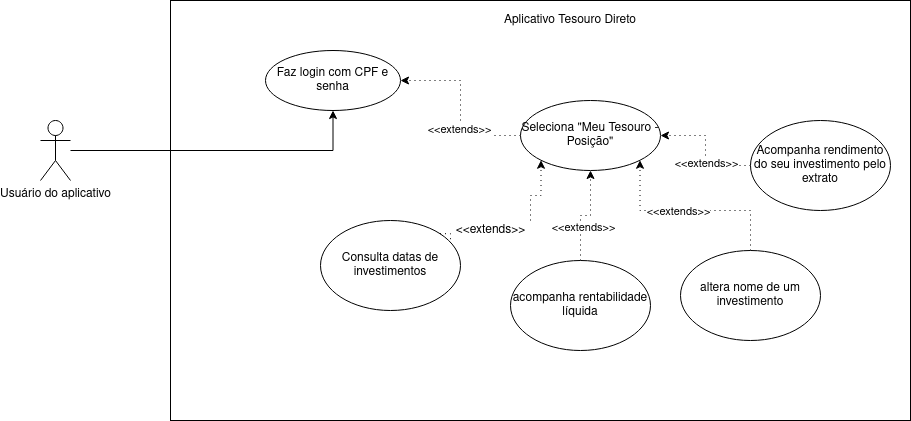 Aplicativo Tesouro Direto
Faz login com CPF e
senha
<<extends>>
Seleciona "Meu Tesouro -
Posição"
<<extends>>
Acompanha rendimento
do seu investimento pelo
extrato
Usuário do aplicativo
<<extends>>
<<extends>>
<<extends>>
Consulta datas de
investimentos
acompanha rentabilidade
líquida
altera nome de um
investimento